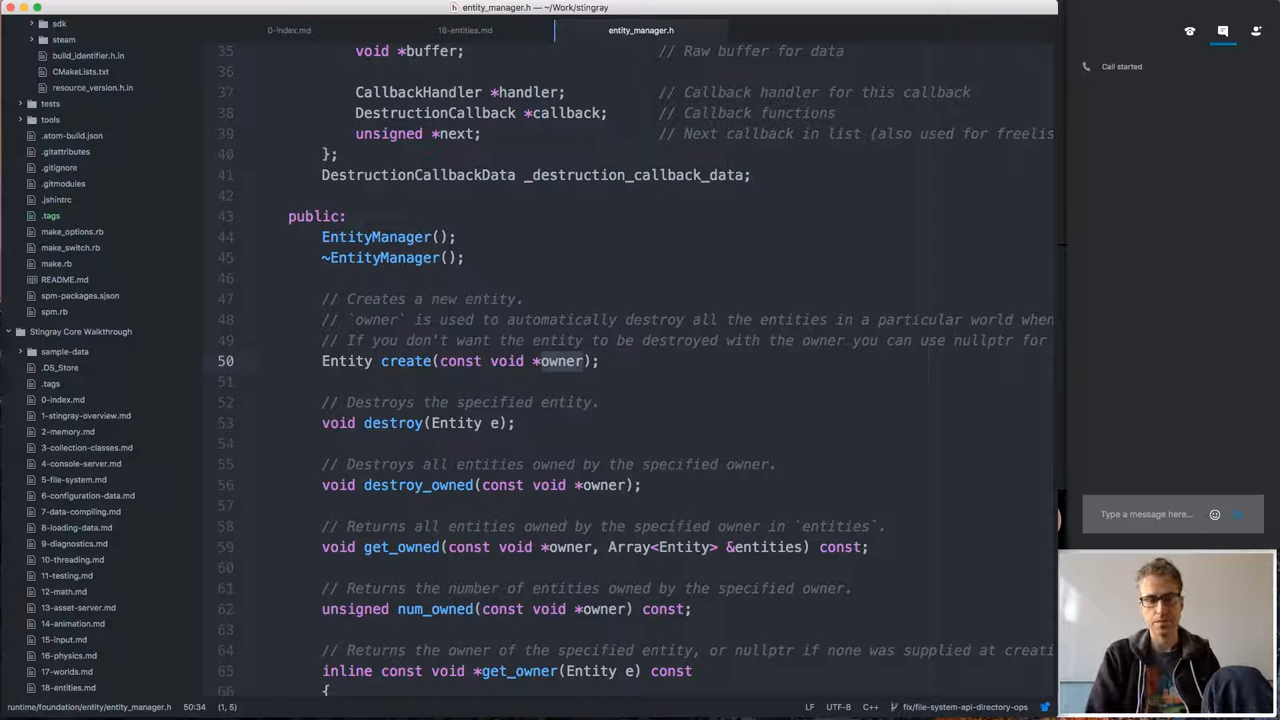 entity_manager.h — ~/Work/stingray
0-index.md
18-entities.md
entity_manager.h
sdk
steam
build_identifier.h.in
CMakeLists.txt
resource_version.h.in
tests
tools
.atom-build.json
.gitattributes
.gitignore
.gitmodules
.jshintrc
.tags
make_options.rb
make_switch.rb
make.rb
README.md
spm-packages.sjson
spm.rb
Stingray Core Walkthrough
sample-data
.DS_Store
.tags
0-index.md
1-stingray-overview.md
2-memory.md
3-collection-classes.md
4-console-server.md
5-file-system.md
6-configuration-data.md
7-data-compiling.md
8-loading-data.md
9-diagnostics.md
10-threading.md
11-testing.md
12-math.md
13-asset-server.md
14-animation.md
15-input.md
16-physics.md
17-worlds.md
18-entities.md
35 void *buffer; // Raw buffer for data
36
37 CallbackHandler *handler; // Callback handler for this callback
38 DestructionCallback *callback; // Callback functions
39 unsigned *next; // Next callback in list (also used for freelis
40 };
41 DestructionCallbackData _destruction_callback_data;
42
43 public:
44 EntityManager();
45 ~EntityManager();
46
47 // Creates a new entity.
48 // `owner` is used to automatically destroy all the entities in a particular world when
49 // If you don't want the entity to be destroyed with the owner you can use nullptr for
50 Entity create(const void *owner);
51
52 // Destroys the specified entity.
53 void destroy(Entity e);
54
55 // Destroys all entities owned by the specified owner.
56 void destroy_owned(const void *owner);
57
58 // Returns all entities owned by the specified owner in `entities`.
59 void get_owned(const void *owner, Array<Entity> &entities) const;
60
61 // Returns the number of entities owned by the specified owner.
62 unsigned num_owned(const void *owner) const;
63
64 // Returns the owner of the specified entity, or nullptr if none was supplied at creati
65 inline const void *get_owner(Entity e) const
66 {
runtime/foundation/entity/entity_manager.h 50:34 (1, 5)
LF UTF-8 C++ fix/file-system-api-directory-ops
Call started
Type a message here...